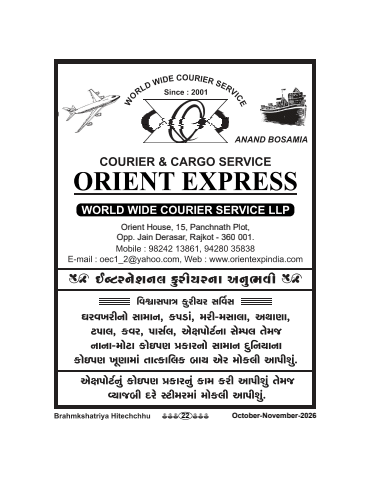 WORLD WIDE COURIER SERVICE
Since : 2001
ANAND BOSAMIA
COURIER & CARGO SERVICE
ORIENT EXPRESS
WORLD WIDE COURIER SERVICE LLP
Orient House, 15, Panchnath Plot,
Opp. Jain Derasar, Rajkot - 360 001.
Mobile : 98242 13861, 94280 35838
E-mail : oec1_2@yahoo.com, Web : www.orientexpindia.com
ઈન્ટરનેશનલ કુરીયરના અનુભવી
વિશ્વાસપાત્ર કુરીયર સર્વિસ
ઘરવખરીનો સામાન, કપડાં, મરી-મસાલા, અથાણા,
ટપાલ, કવર, પાર્સલ, એક્ષપોર્ટના સેમ્પલ તેમજ
નાના-મોટા કોઇપણ પ્રકારનો સામાન દુનિયાના
કોઇપણ ખૂણામાં તાત્કાલિક બાય એર મોકલી આપીશું.
એક્ષપોર્ટનું કોઇપણ પ્રકારનું કામ કરી આપીશું તેમજ
વ્યાજબી દરે સ્ટીમરમાં મોકલી આપીશું.
Brahmkshatriya Hitechchhu 22 October-November-2026